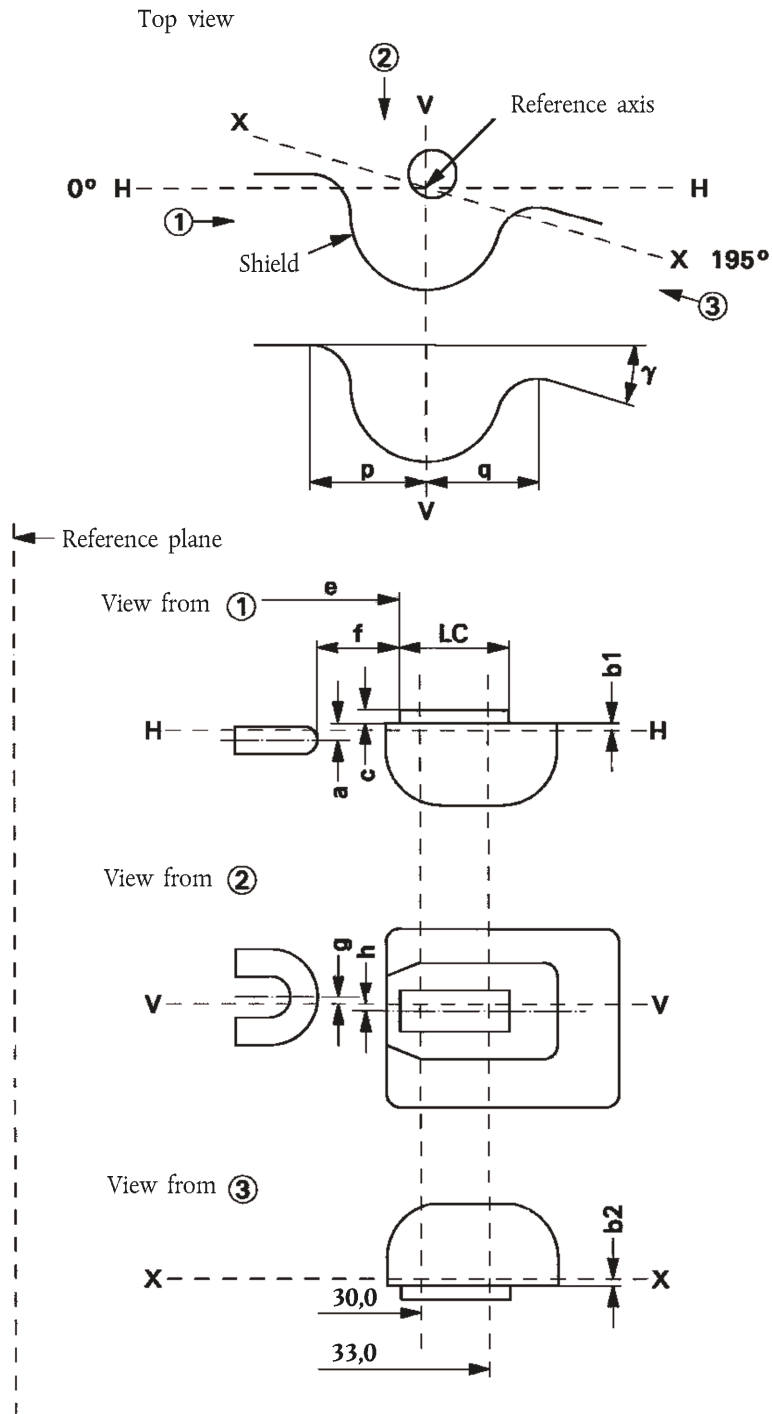 Top view
②
V
Reference axis
X
0° H H
①
Shield
X 195°
③
γ
p q
V
Reference plane
View from ① e
f LC b1
H H
a c
View from ②
g h
V V
View from ③
b2
X X
30,0
33,0